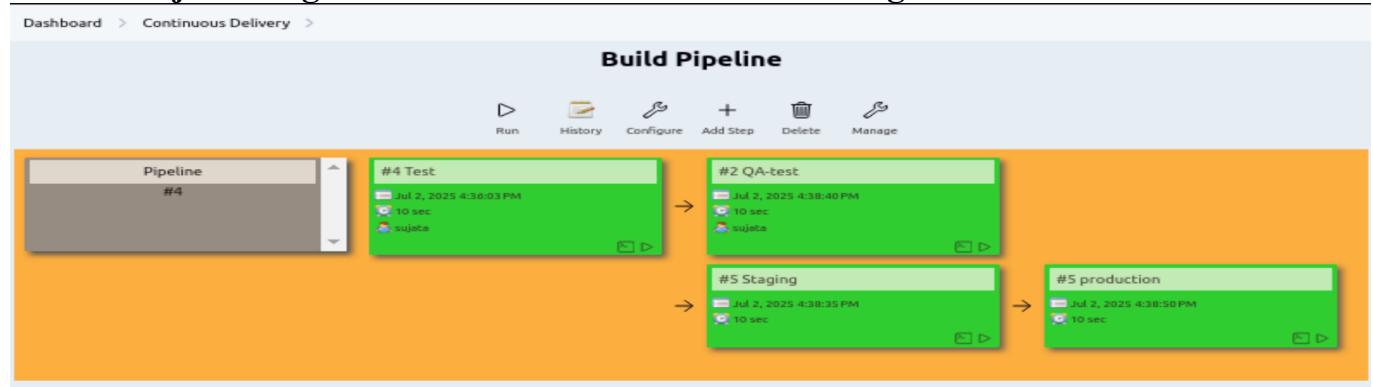 Dashboard > Continuous Delivery >
Build Pipeline
Run History Configure Add Step Delete Manage
Pipeline
#4
#4 Test
Jul 2, 2025 4:36:03 PM
10 sec
sujata
#2 QA-test
Jul 2, 2025 4:38:40 PM
10 sec
sujata
#5 Staging
Jul 2, 2025 4:38:35 PM
10 sec
#5 production
Jul 2, 2025 4:38:50 PM
10 sec